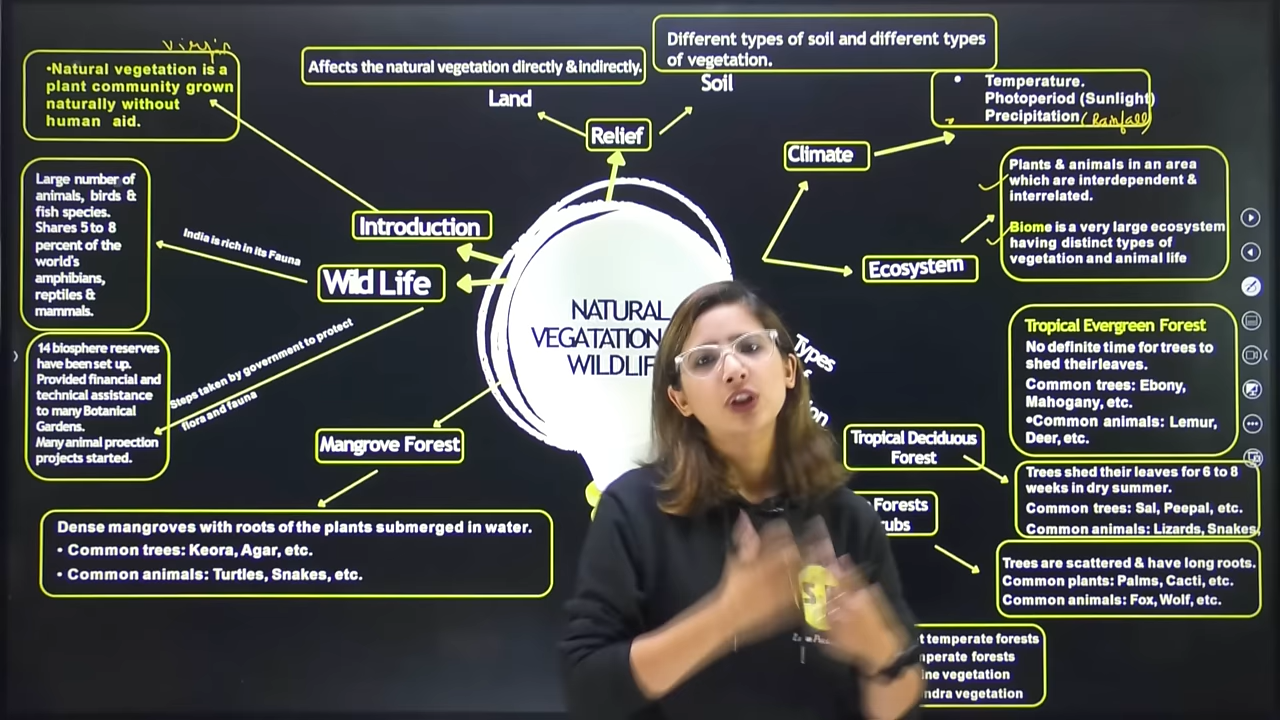 virgin
•Natural vegetation is a
plant community grown
naturally without
human aid.
Affects the natural vegetation directly & indirectly.
Different types of soil and different types
of vegetation.
Land
Soil
Relief
Climate
• Temperature.
Photoperiod (Sunlight)
Precipitation (Rainfall)
Plants & animals in an area
which are interdependent &
interrelated.
Biome is a very large ecosystem
having distinct types of
vegetation and animal life
Ecosystem
Introduction
Large number of
animals, birds &
fish species.
Shares 5 to 8
percent of the
world's
amphibians,
reptiles &
mammals.
India is rich in its Fauna
Wild Life
NATURAL
VEGATATION
WILDLIF
Types
14 biosphere reserves
have been set up.
Provided financial and
technical assistance
to many Botanical
Gardens.
Many animal proection
projects started.
Steps taken by government to protect
flora and fauna
Mangrove Forest
Dense mangroves with roots of the plants submerged in water.
• Common trees: Keora, Agar, etc.
• Common animals: Turtles, Snakes, etc.
Tropical Evergreen Forest
No definite time for trees to
shed theirleaves.
Common trees: Ebony,
Mahogany, etc.
•Common animals: Lemur,
Deer, etc.
Tropical Deciduous
Forest
Trees shed their leaves for 6 to 8
weeks in dry summer.
Common trees: Sal, Peepal, etc.
Common animals: Lizards, Snakes,
Forests
Trees are scattered & have long roots.
Common plants: Palms, Cacti, etc.
Common animals: Fox, Wolf, etc.
temperate forests
forests
vegetation
vegetation